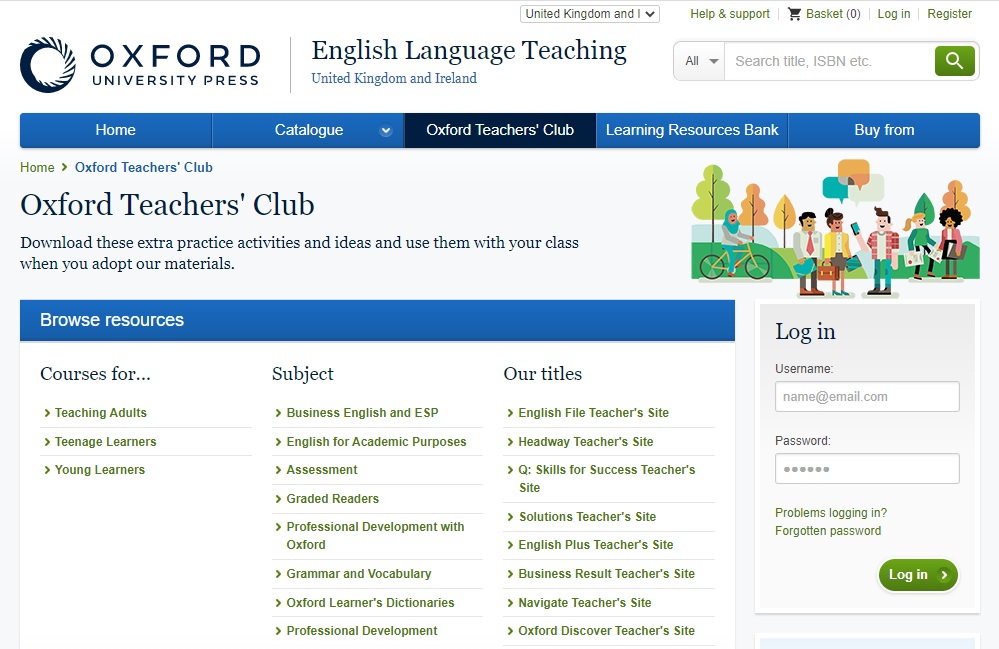 United Kingdom and I
Help & support
Basket (0)
Log in
Register
OXFORD
UNIVERSITY PRESS
English Language Teaching
United Kingdom and Ireland
All
Search title, ISBN etc.
Home
Catalogue
Oxford Teachers' Club
Learning Resources Bank
Buy from
Home
Oxford Teachers' Club
Oxford Teachers' Club
Download these extra practice activities and ideas and use them with your class
when you adopt our materials.
Browse resources
Courses for...
Teaching Adults
Teenage Learners
Young Learners
Subject
Business English and ESP
English for Academic Purposes
Assessment
Graded Readers
Professional Development with
Oxford
Grammar and Vocabulary
Oxford Learner's Dictionaries
Professional Development
Our titles
English File Teacher's Site
Headway Teacher's Site
Q: Skills for Success Teacher's
Site
Solutions Teacher's Site
English Plus Teacher's Site
Business Result Teacher's Site
Navigate Teacher's Site
Oxford Discover Teacher's Site
Log in
Username:
name@email.com
Password:
Problems logging in?
Forgotten password
Log in